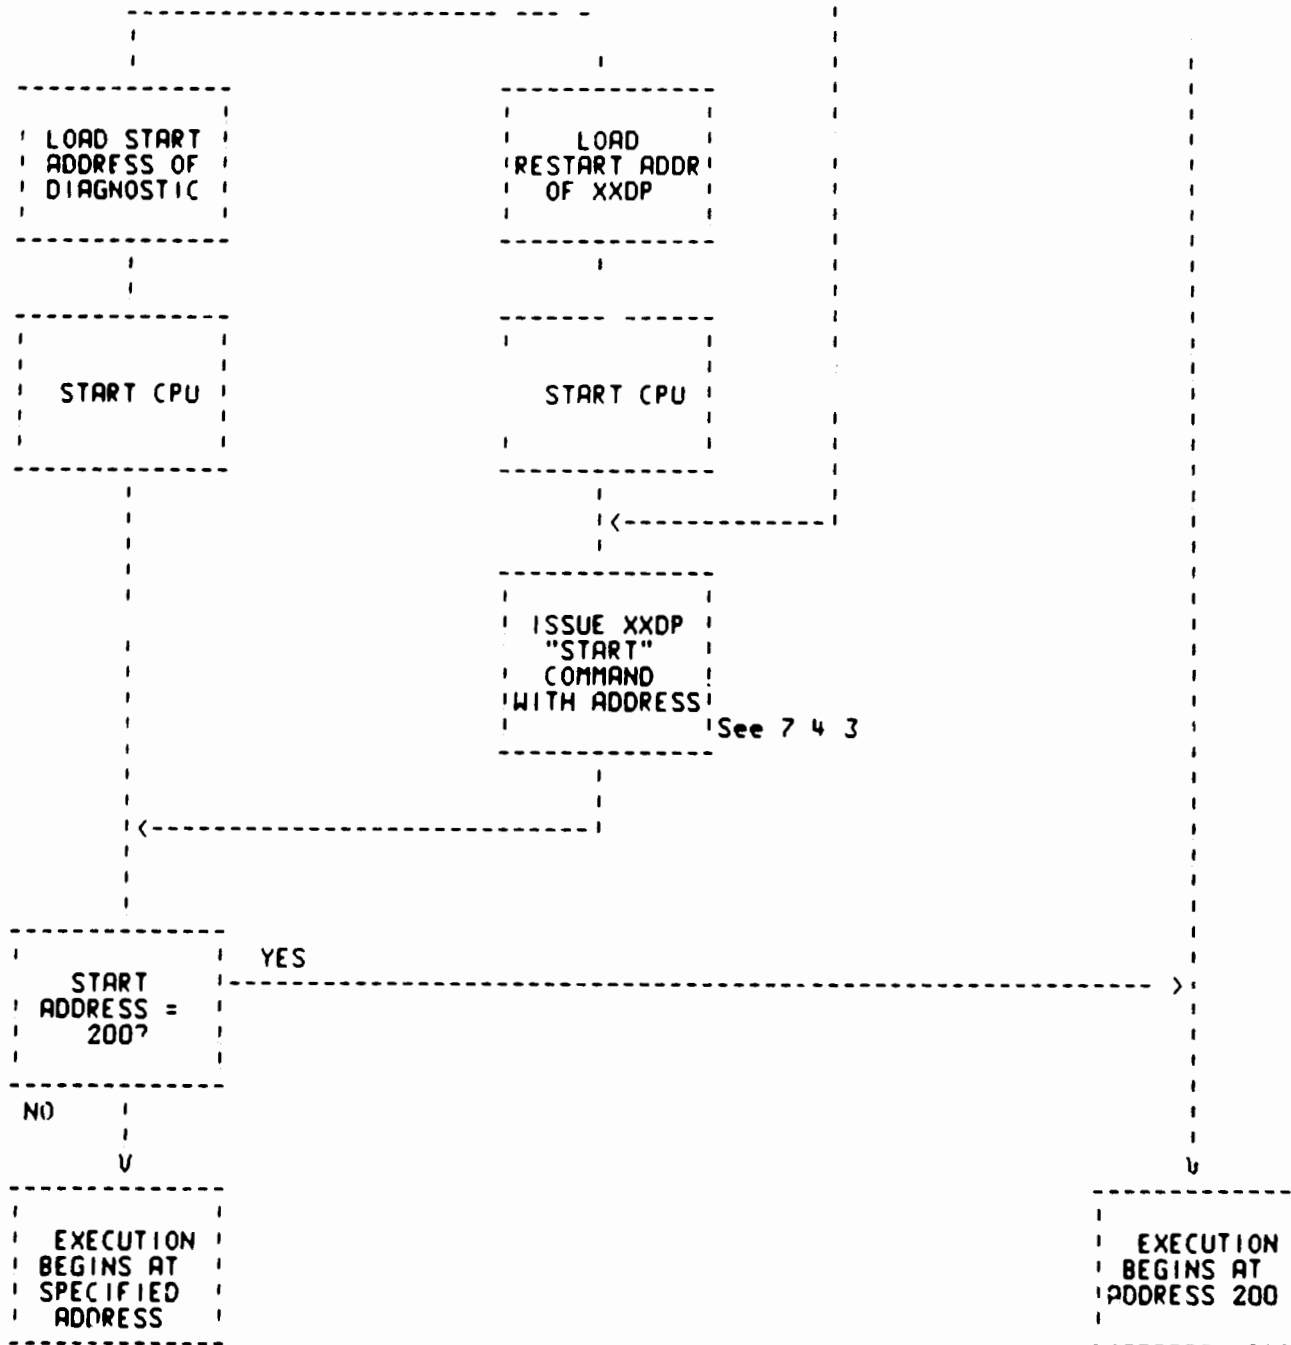 LOAD START
ADDRESS OF
DIAGNOSTIC
LOAD
RESTART ADDR
OF XXDP
START CPU
START CPU
ISSUE XXDP
"START"
COMMAND
WITH ADDRESS
See 7 4 3
YES
START
ADDRESS =
200?
NO
EXECUTION
BEGINS AT
SPECIFIED
ADDRESS
EXECUTION
BEGINS AT
ADDRESS 200